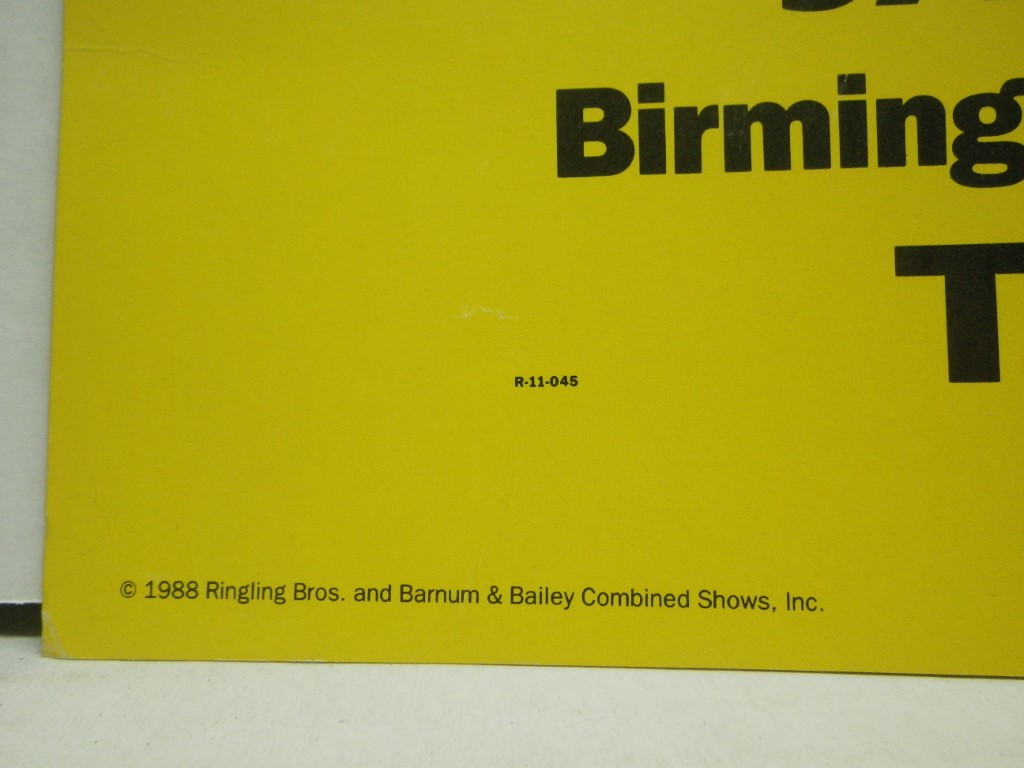 Birming
T
R-11-045
© 1988 Ringling Bros. and Barnum & Bailey Combined Shows, Inc.